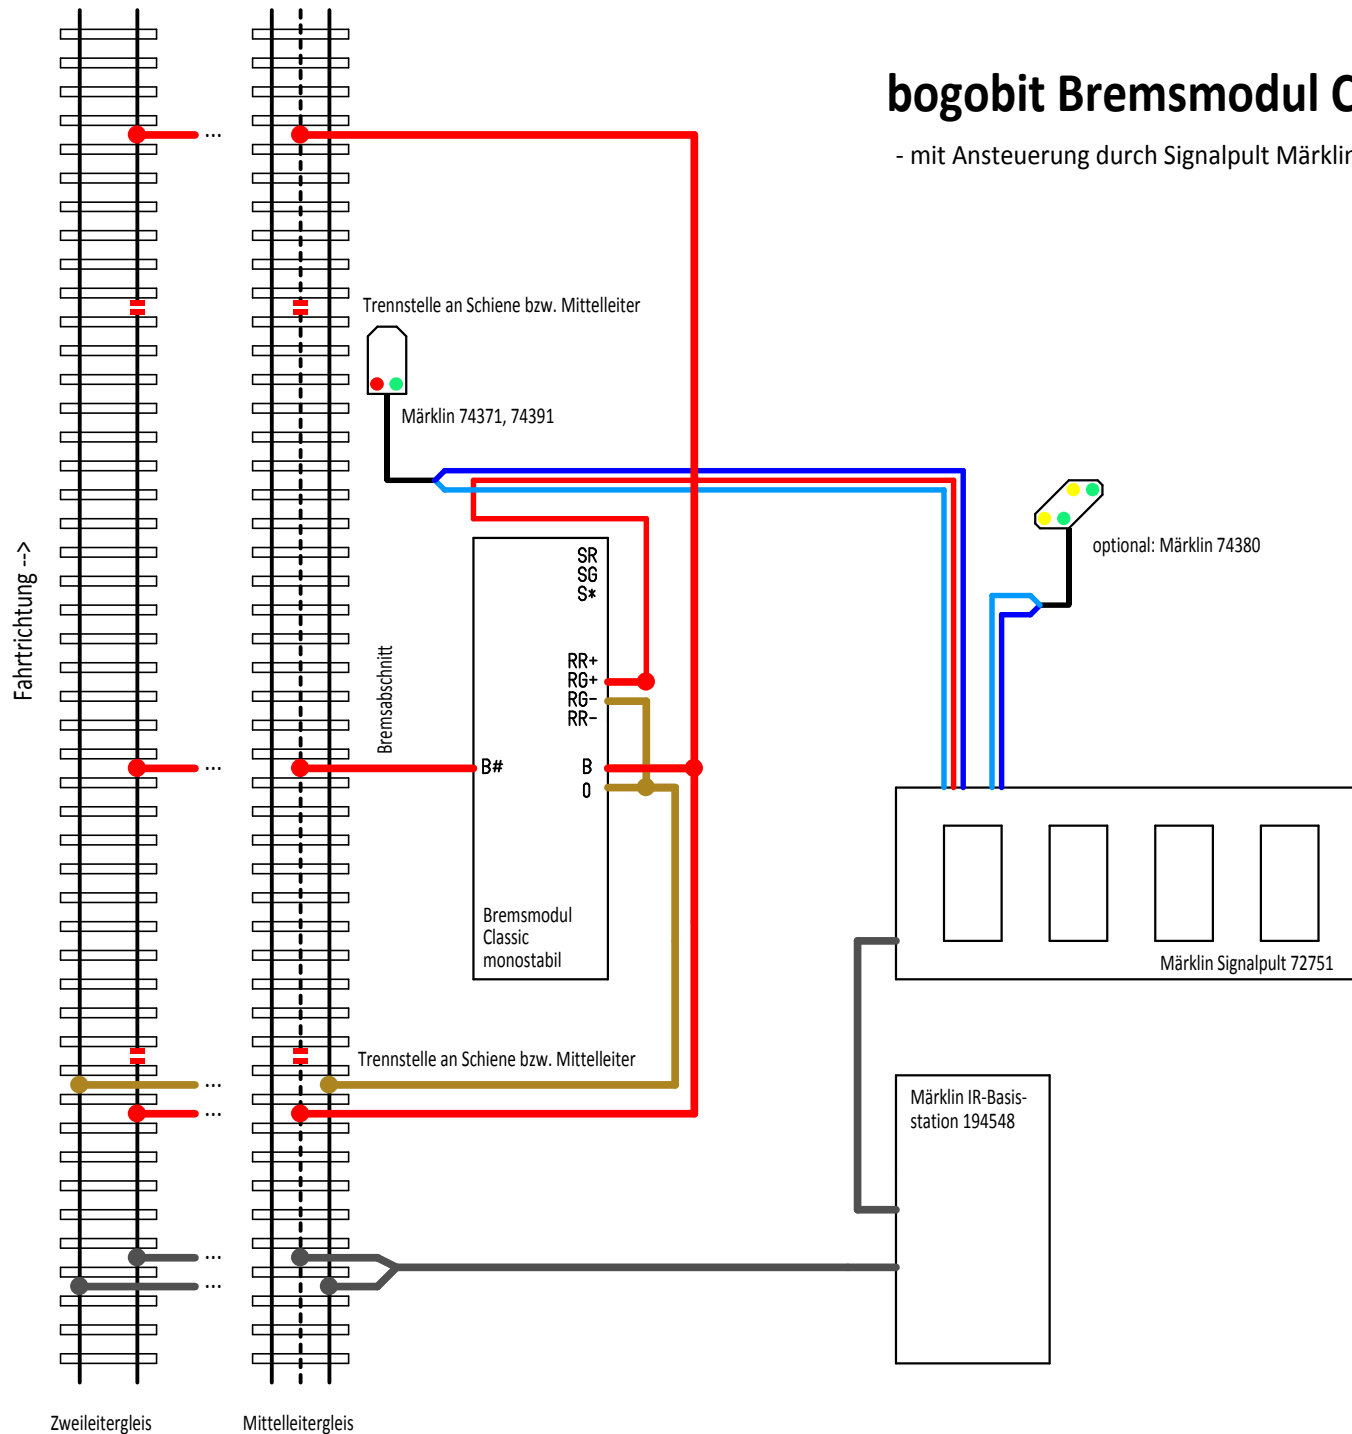 bogobit Bremsmodul C
- mit Ansteuerung durch Signalpult Märklin
...
Trennstelle an Schiene bzw. Mittelleiter
Märklin 74371, 74391
optional: Märklin 74380
Fahrtrichtung -->
SR
SG
S*
RR+
RG+
RG-
RR-
Bremsabschnitt
...
B#
B
0
Bremsmodul
Classic
monostabil
Märklin Signalpult 72751
Trennstelle an Schiene bzw. Mittelleiter
...
...
Märklin IR-Basis-
station 194548
...
...
Zweileitergleis
Mittelleitergleis